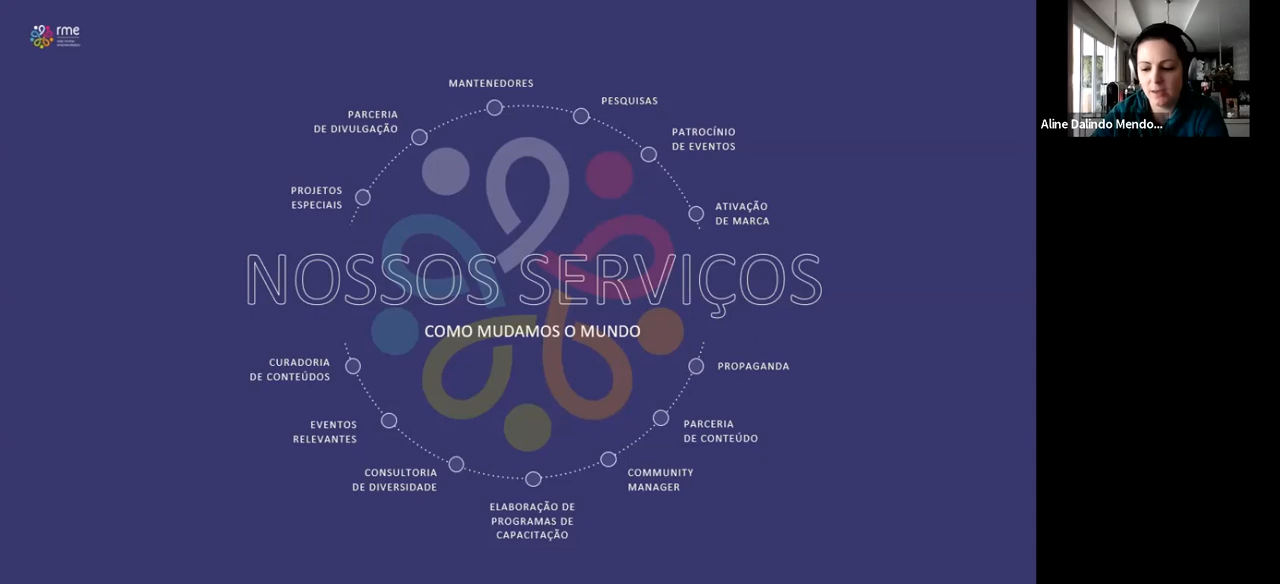 rme
MANTENEDORES
PESQUISAS
PARCERIA
DE DIVULGAÇÃO
PATROCÍNIO
DE EVENTOS
PROJETOS
ESPECIAIS
ATIVAÇÃO
DE MARCA
NOSSOS SERVIÇOS
COMO MUDAMOS O MUNDO
CURADORIA
DE CONTEÚDOS
PROPAGANDA
EVENTOS
RELEVANTES
PARCERIA
DE CONTEÚDO
CONSULTORIA
DE DIVERSIDADE
COMMUNITY
MANAGER
ELABORAÇÃO DE
PROGRAMAS DE
CAPACITAÇÃO
Aline Dalindo Mendo...